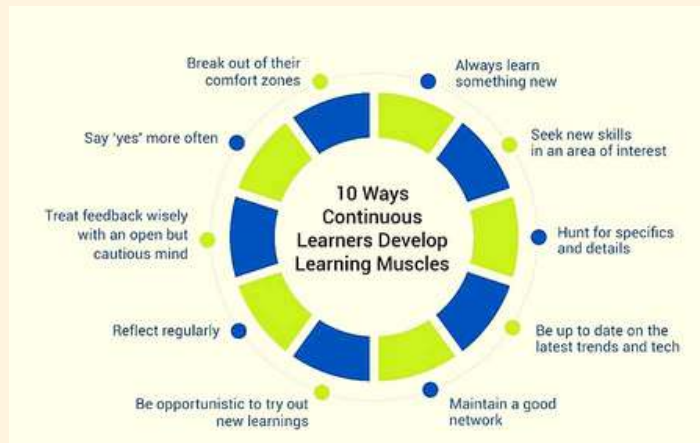 10 Ways
Continuous
Learners Develop
Learning Muscles
Always learn
something new
Seek new skills
in an area of interest
Hunt for specifics
and details
Be up to date on the
latest trends and tech
Maintain a good
network
Be opportunistic to try out
new learnings
Reflect regularly
Treat feedback wisely
with an open but
cautious mind
Say 'yes' more often
Break out of their
comfort zones